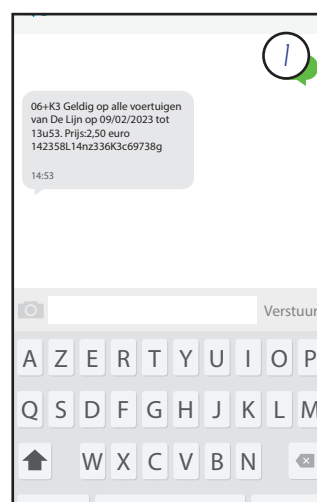 1
06+K3 Geldig op alle voertuigen
van De Lijn op 09/02/2023 tot
13u53. Prijs:2,50 euro
142358L14nz336K3c69738g
14:53
Verstuur
A Z E R T Y U I O P
Q S D F G H J K L M
W X C V B N